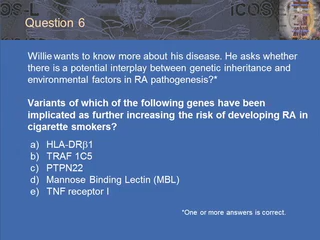 OS-L
ICOS
Question 6
Willie wants to know more about his disease. He asks whether
there is a potential interplay between genetic inheritance and
environmental factors in RA pathogenesis?*
Variants of which of the following genes have been
implicated as further increasing the risk of developing RA in
cigarette smokers?
a) HLA-DRβ1
b) TRAF 1C5
c) PTPN22
d) Mannose Binding Lectin (MBL)
e) TNF receptor I
*One or more answers is correct.